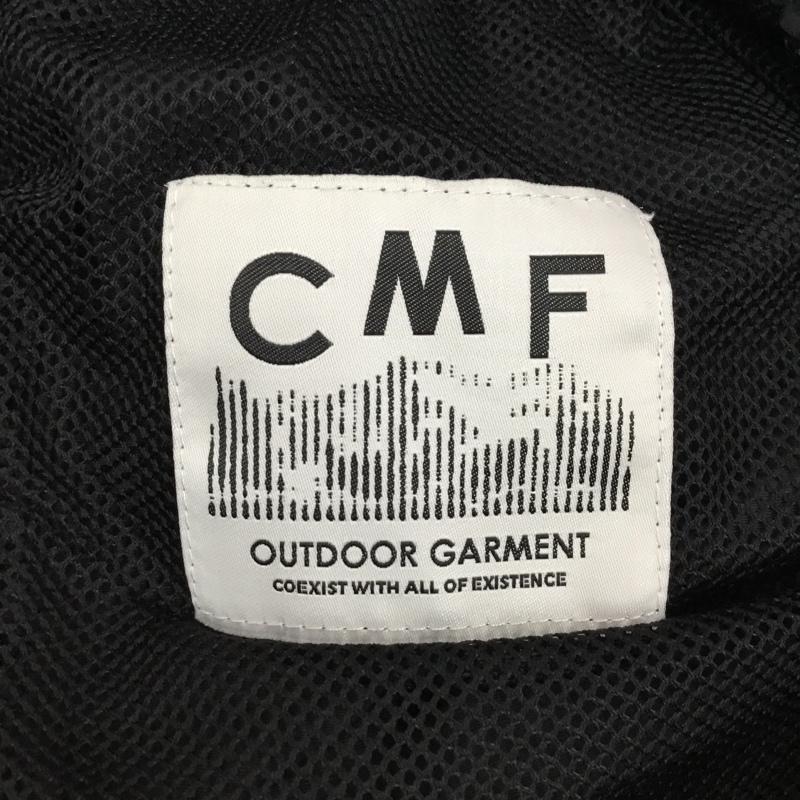 CMF
OUTDOOR GARMENT
COEXIST WITH ALL OF EXISTENCE